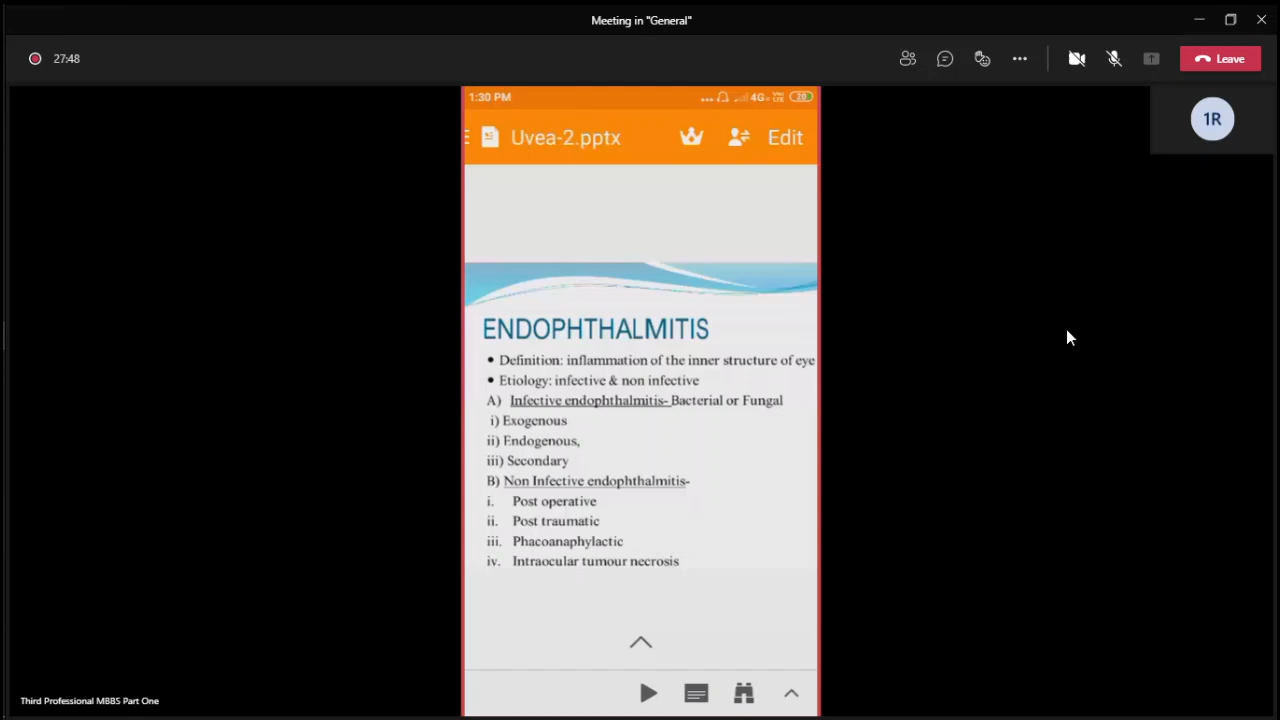 Meeting in "General"
27:48
Leave
1:30 PM
4G+
20
Uvea-2.pptx
Edit
1R
ENDOPHTHALMITIS
• Definition: inflammation of the inner structure of eye
• Etiology: infective & non infective
A) Infective endophthalmitis- Bacterial or Fungal
i) Exogenous
ii) Endogenous,
iii) Secondary
B) Non Infective endophthalmitis-
i. Post operative
ii. Post traumatic
iii. Phacoanaphylactic
iv. Intraocular tumour necrosis
Third Professional MBBS Part One